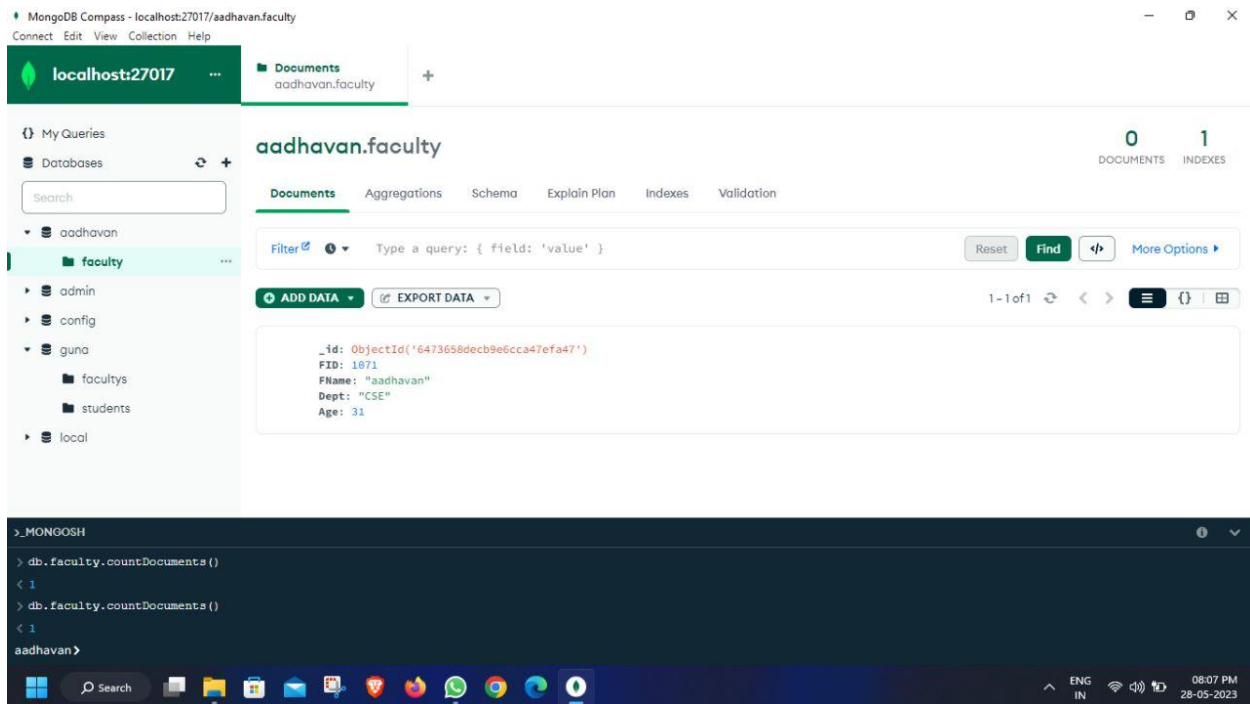 MongoDB Compass - localhost:27017/aadhavan.faculty
Connect Edit View Collection Help
localhost:27017 ...
Documents
aadhavan.faculty
+
{} My Queries
Databases
Search
aadhavan
faculty ...
admin
config
guna
facultys
students
local
aadhavan.faculty
0
DOCUMENTS
1
INDEXES
Documents Aggregations Schema Explain Plan Indexes Validation
Filter Type a query: { field: 'value' } Reset Find </> More Options
ADD DATA EXPORT DATA 1-1 of 1 < > {}
_id: ObjectId('6473658decb9e6cca47efa47')
FID: 1071
FName: "aadhavan"
Dept: "CSE"
Age: 31
>_MONGOSH
> db.faculty.countDocuments()
< 1
> db.faculty.countDocuments()
< 1
aadhavan>
Search
ENG
IN
08:07 PM
28-05-2023